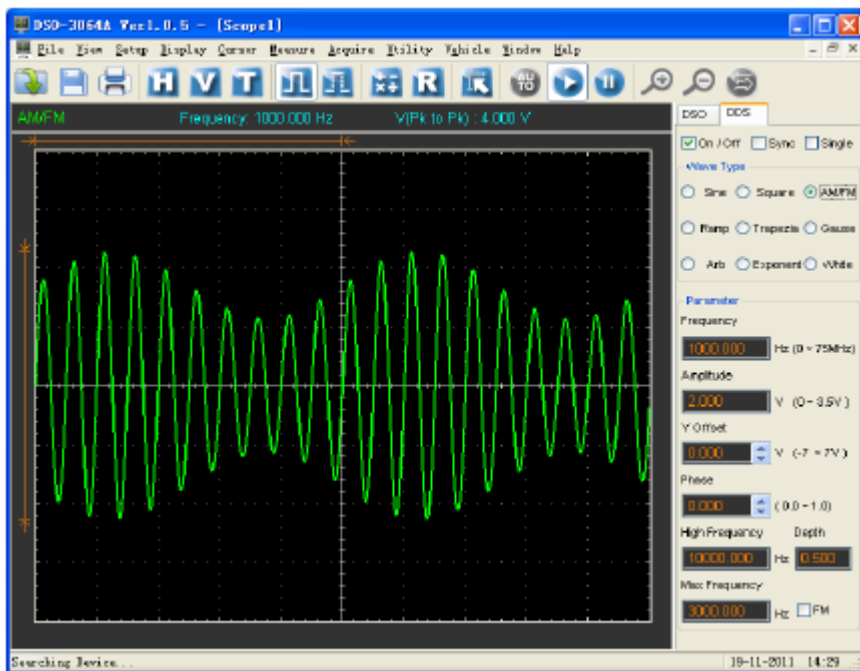 DSO-3064A Ver1.0.5 - [Scope1]
File View Setup Display Cursor Measure Acquire Utility Vehicle Window Help
H V T R AUTO
AM/FM Frequency: 1000.000 Hz V(Pk to Pk) : 4.000 V
DSO DDS
On / Off Sync Single
Wave Type
Sine Square AM/FM
Ramp Trapezia Gauss
Arb Exponent White
Parameter
Frequency
1000.000 Hz (0 ~ 75MHz)
Amplitude
2.000 V (0 ~ 3.5V)
Y Offset
0.000 V (-7 ~ 7V)
Phase
0.000 (0.0 ~ 1.0)
High Frequency Depth
10000.000 Hz 0.500
Max Frequency
3000.000 Hz FM
Searching Device... 19-11-2011 14:29